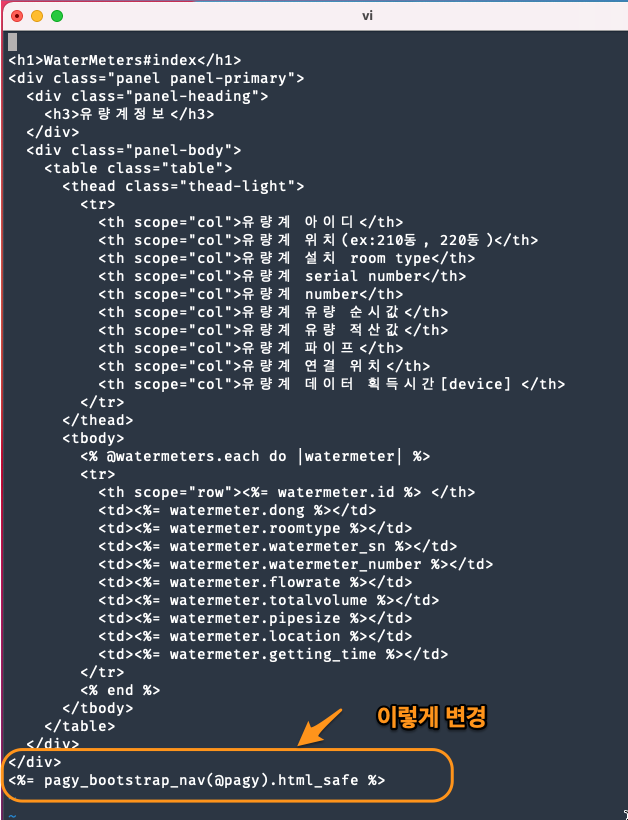 vi
<h1>WaterMeters#index</h1>
<div class="panel panel-primary">
  <div class="panel-heading">
    <h3>유량계정보</h3>
  </div>
  <div class="panel-body">
    <table class="table">
      <thead class="thead-light">
        <tr>
          <th scope="col">유량계 아이디</th>
          <th scope="col">유량계 위치(ex:210동, 220동)</th>
          <th scope="col">유량계 설치 room type</th>
          <th scope="col">유량계 serial number</th>
          <th scope="col">유량계 number</th>
          <th scope="col">유량계 유량 순시값</th>
          <th scope="col">유량계 유량 적산값</th>
          <th scope="col">유량계 파이프</th>
          <th scope="col">유량계 연결 위치</th>
          <th scope="col">유량계 데이터 획득시간[device] </th>
        </tr>
      </thead>
      <tbody>
        <% @watermeters.each do |watermeter| %>
        <tr>
          <th scope="row"><%= watermeter.id %> </th>
          <td><%= watermeter.dong %></td>
          <td><%= watermeter.roomtype %></td>
          <td><%= watermeter.watermeter_sn %></td>
          <td><%= watermeter.watermeter_number %></td>
          <td><%= watermeter.flowrate %></td>
          <td><%= watermeter.totalvolume %></td>
          <td><%= watermeter.pipesize %></td>
          <td><%= watermeter.location %></td>
          <td><%= watermeter.getting_time %></td>
        </tr>
        <% end %>
      </tbody>
이렇게 변경
    </table>
  </div>
</div>
<%= pagy_bootstrap_nav(@pagy).html_safe %>
~